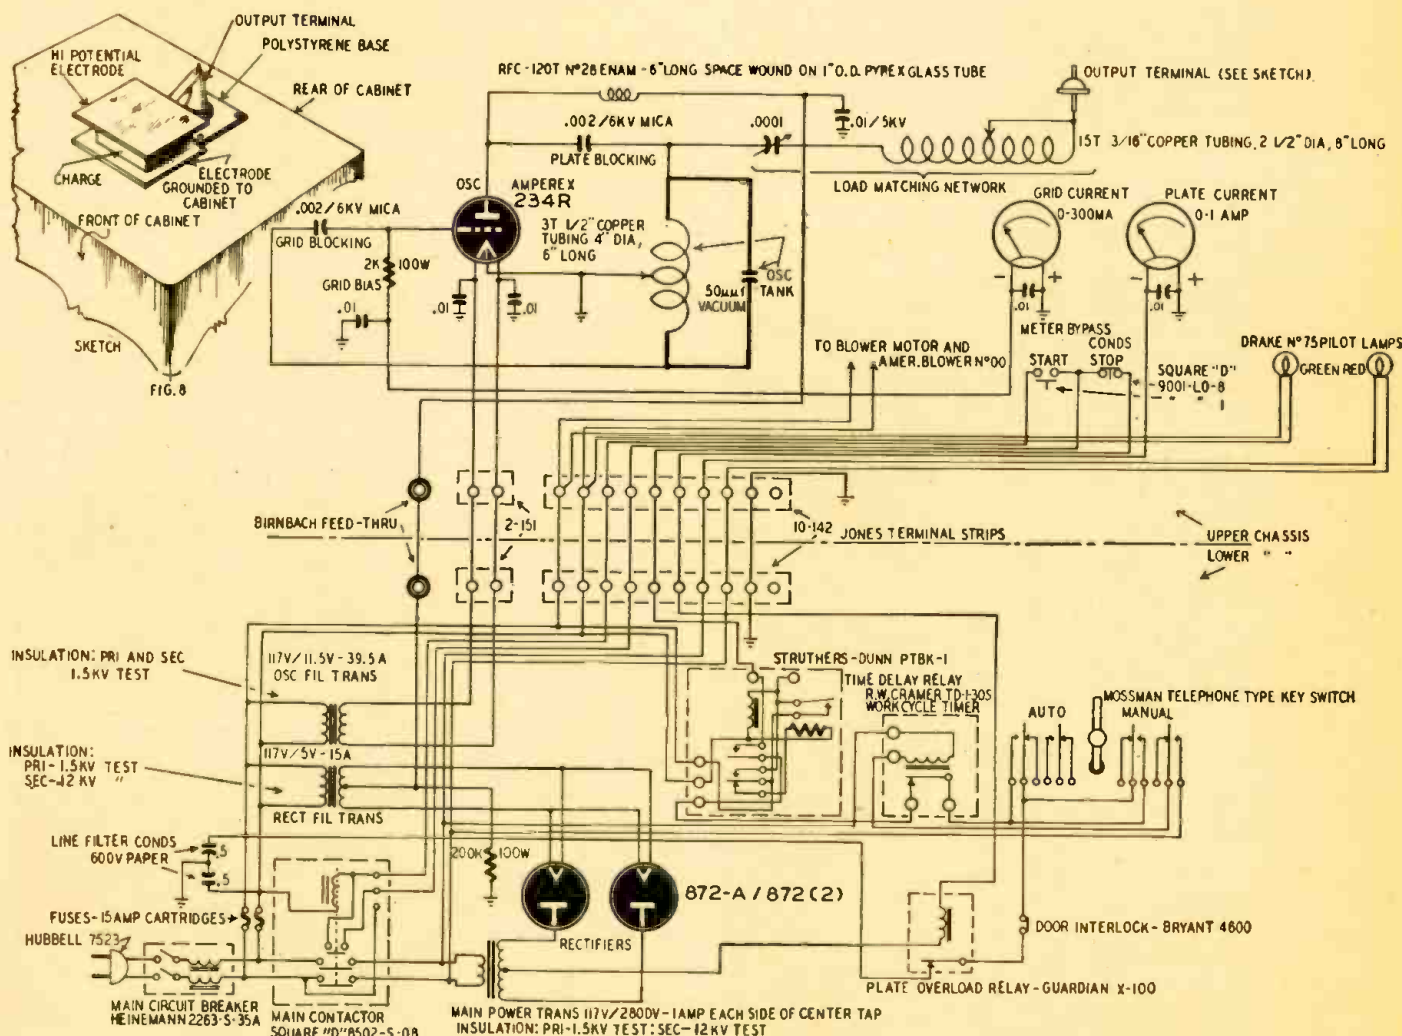 OUTPUT TERMINAL
POLYSTYRENE BASE
HI POTENTIAL
ELECTRODE
REAR OF CABINET
CHARGE
ELECTRODE
GROUNDED TO
CABINET
FRONT OF CABINET
SKETCH
FIG. 8
RFC-120T Nº28 ENAM - 6" LONG SPACE WOUND ON 1" O.D. PYREX GLASS TUBE
OUTPUT TERMINAL (SEE SKETCH)
.002/6KV MICA
PLATE BLOCKING
.0001
.01/5KV
15T 3/16" COPPER TUBING, 2 1/2" DIA, 8" LONG
LOAD MATCHING NETWORK
OSC
AMPEREX
234R
.002/6KV MICA
GRID BLOCKING
3T 1/2" COPPER
TUBING 4" DIA,
6" LONG
2K
100W
GRID BIAS
.01
.01
.01
50µµf
VACUUM
OSC
TANK
GRID CURRENT
0-300MA
PLATE CURRENT
0-1 AMP
-
+
-
+
.01
.01
METER BYPASS
CONDS
START
STOP
SQUARE "D"
9001-LO-8
" " 1
TO BLOWER MOTOR AND
AMER. BLOWER Nº00
DRAKE Nº75 PILOT LAMPS
GREEN
RED
BIRNBACH FEED-THRU
2-151
10-142
JONES TERMINAL STRIPS
UPPER CHASSIS
LOWER " "
INSULATION: PRI AND SEC
1.5KV TEST
117V/11.5V-39.5A
OSC FIL TRANS
INSULATION:
PRI-1.5KV TEST
SEC-12 KV "
117V/5V-15A
RECT FIL TRANS
STRUTHERS-DUNN PTBK-1
TIME DELAY RELAY
R.W. CRAMER TD-1-30S
WORK CYCLE TIMER
AUTO
MOSSMAN TELEPHONE TYPE KEY SWITCH
MANUAL
LINE FILTER CONDS
600V PAPER
.5
.5
200K
100W
872-A / 872 (2)
RECTIFIERS
FUSES-15AMP CARTRIDGES
HUBBELL 7523
DOOR INTERLOCK - BRYANT 4600
PLATE OVERLOAD RELAY - GUARDIAN X-100
MAIN CIRCUIT BREAKER
HEINEMANN 2263-S-35A
MAIN CONTACTOR
SQUARE "D" 8502-S-08
MAIN POWER TRANS 117V/2800V-1AMP EACH SIDE OF CENTER TAP
INSULATION: PRI-1.5KV TEST: SEC-12KV TEST